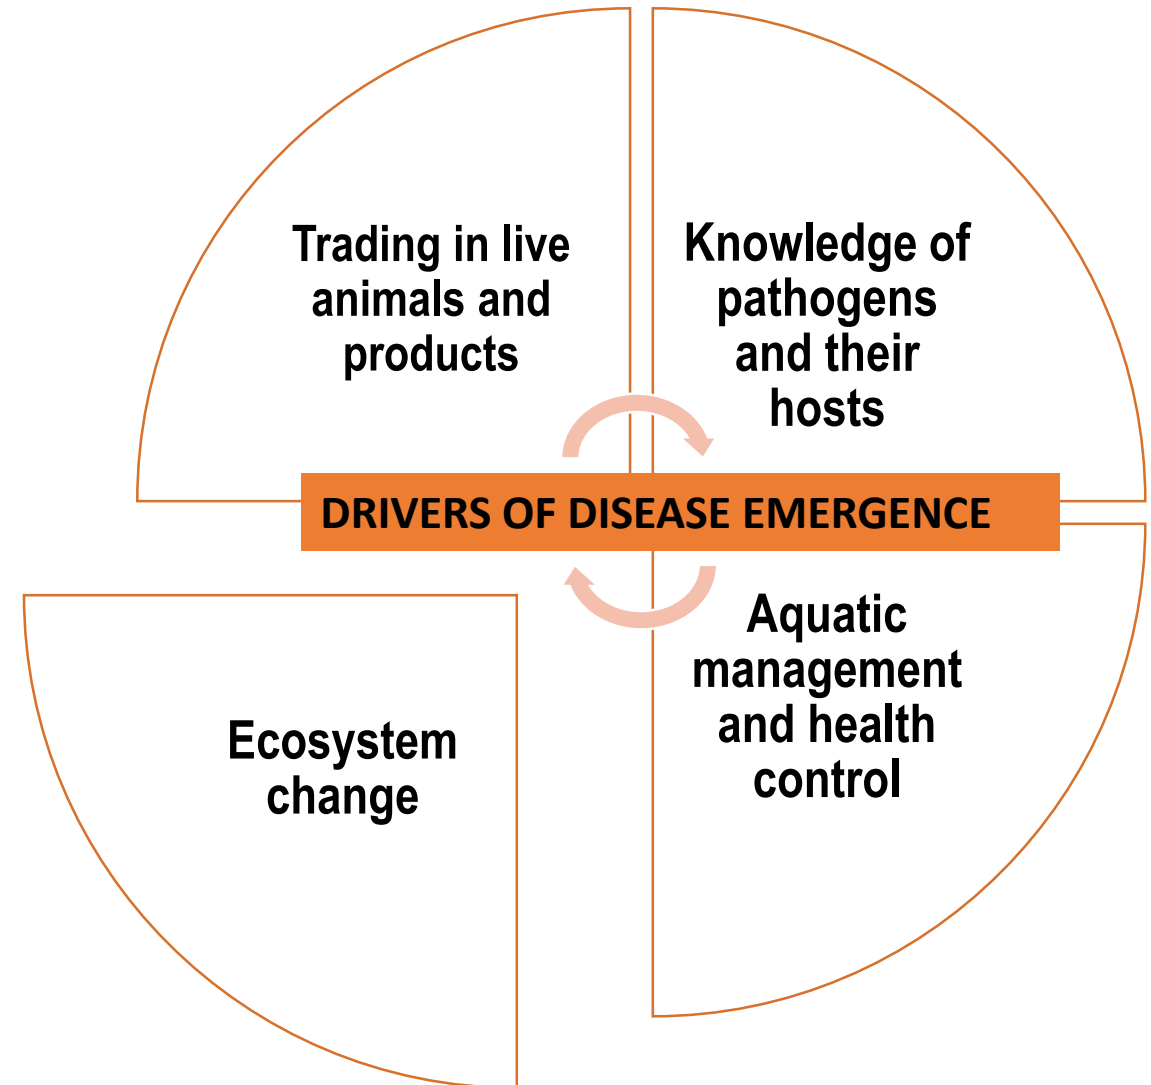 Trading in live
animals and
products
Knowledge of
pathogens
and their
hosts
DRIVERS OF DISEASE EMERGENCE
Ecosystem
change
Aquatic
management
and health
control